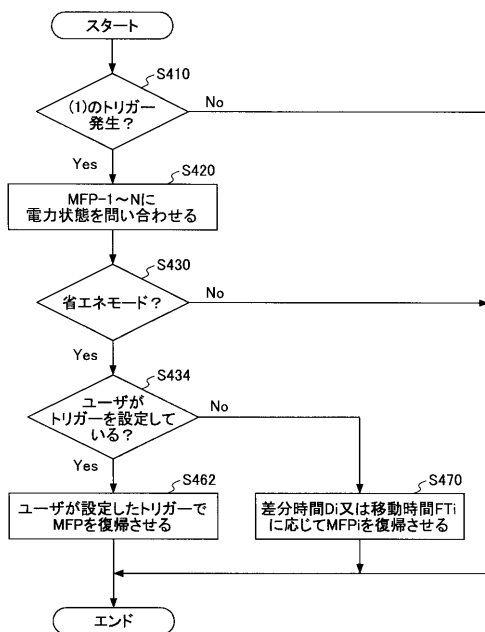 スタート
S410
(1)のトリガー
発生？
No
Yes
S420
MFP-1～Nに
電力状態を問い合わせる
S430
省エネモード？
No
Yes
S434
ユーザが
トリガーを設定して
いる？
No
Yes
S462
ユーザが設定したトリガーで
MFPを復帰させる
S470
差分時間Di又は移動時間FTi
に応じてMFPiを復帰させる
エンド